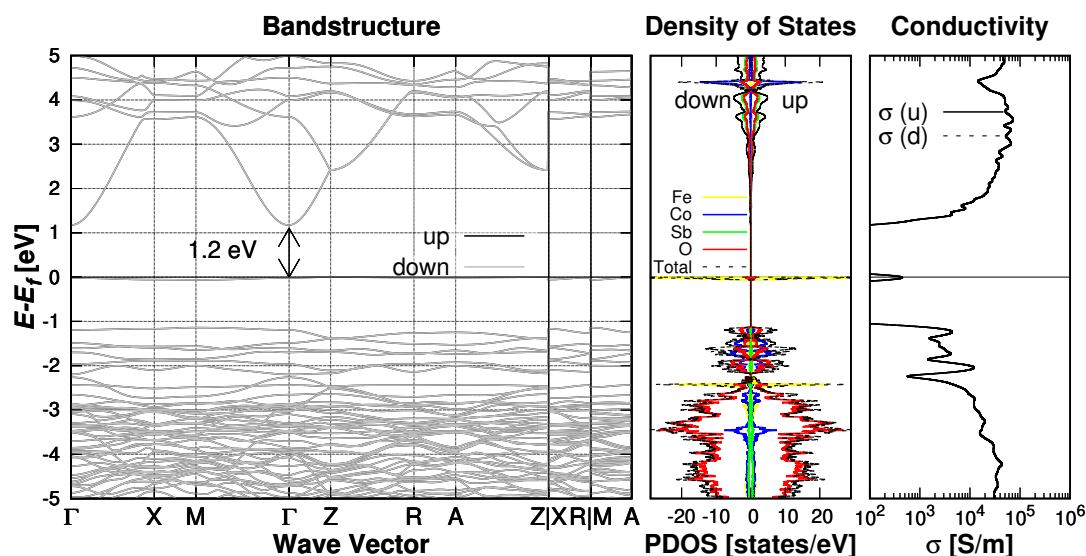 Bandstructure
Density of States
Conductivity
E-E_f [eV]
5
4
3
2
1
0
-1
-2
-3
-4
-5
1.2 eV
up
down
Γ X M Γ Z R A Z|X R|M A
Wave Vector
down up
Fe
Co
Sb
O
Total
-20 -10 0 10 20
PDOS [states/eV]
σ (u)
σ (d)
10² 10³ 10⁴ 10⁵ 10⁶
σ [S/m]